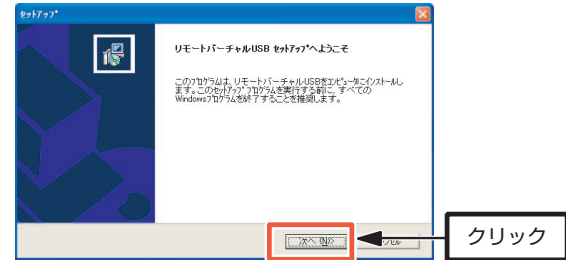 セットアップ
リモートバーチャルUSB セットアップへようこそ
このプログラムは、リモートバーチャルUSBをコンピュータにインストールし
ます。このセットアップ プログラムを実行する前に、すべての
Windowsプログラムを終了することを推奨します。
次へ(N)>
クリック